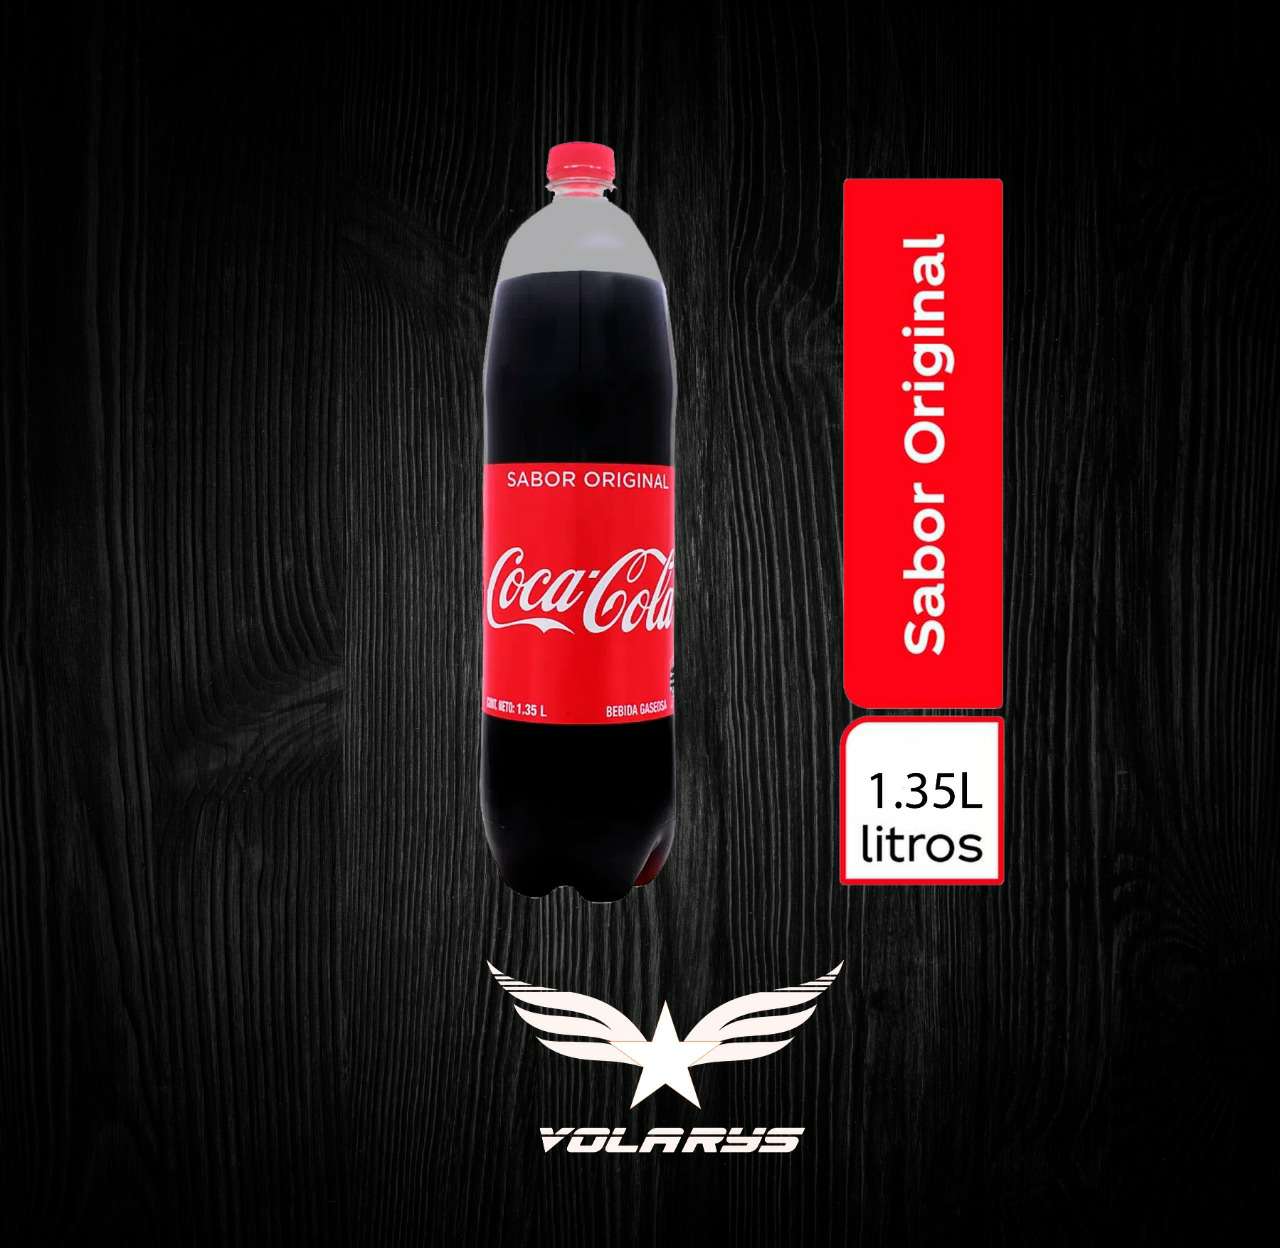 SABOR ORIGINAL
Coca-Cola
CONT. NETO: 1.35 L
BEBIDA GASEOSA
Sabor Original
1.35L
litros
VOLARYS